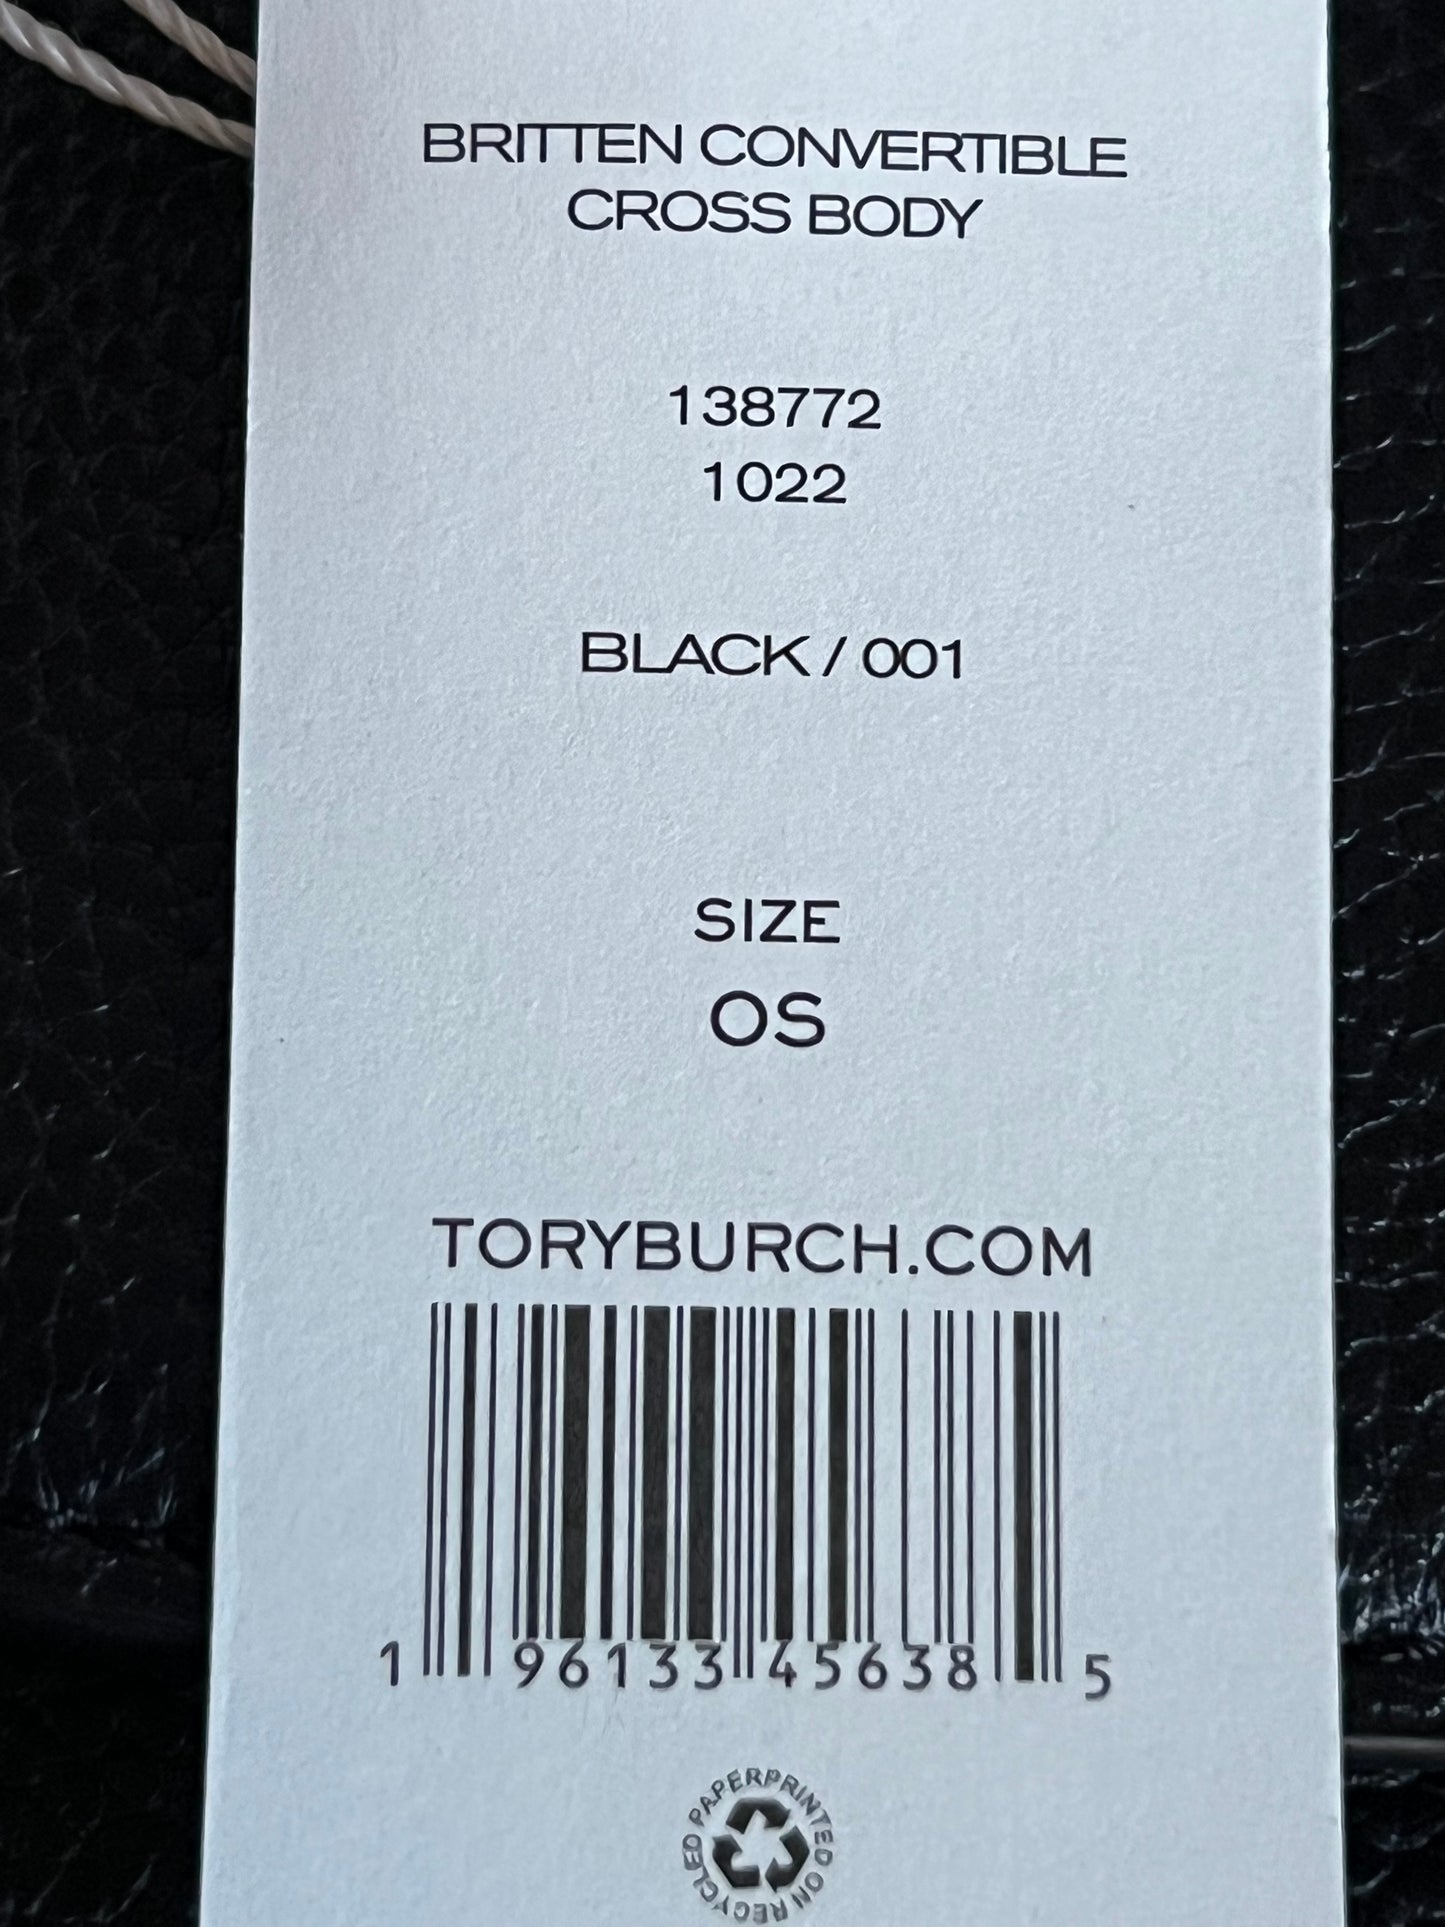 BRITTEN CONVERTIBLE
CROSS BODY
138772
1022
BLACK / 001
SIZE
OS
TORYBURCH.COM
1 96133 45638 5
PAPER PRINTED ON RECYCLED